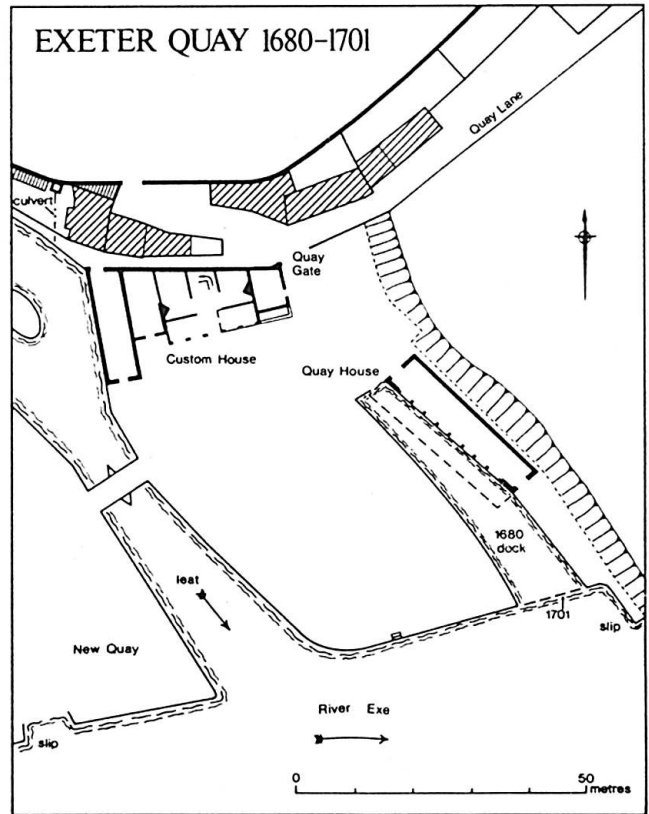 EXETER QUAY 1680–1701
Quay Lane
culvert
Quay
Gate
Custom House
Quay House
1680
dock
leat
1701
slip
New Quay
River Exe
slip
0
50
metres